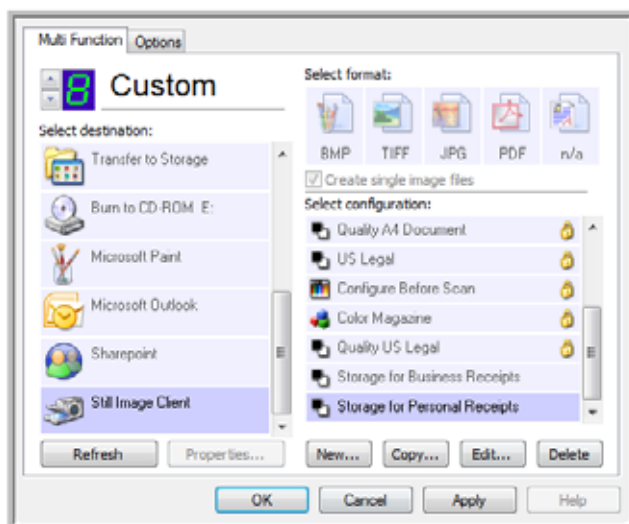 Multi Function
Options
8
Custom
Select destination:
Transfer to Storage
Burn to CD-ROM E:
Microsoft Paint
Microsoft Outlook
Sharepoint
Still Image Client
Refresh
Properties...
Select format:
BMP
TIFF
JPG
PDF
n/a
Create single image files
Select configuration:
Quality A4 Document
US Legal
Configure Before Scan
Color Magazine
Quality US Legal
Storage for Business Receipts
Storage for Personal Receipts
New...
Copy...
Edit...
Delete
OK
Cancel
Apply
Help